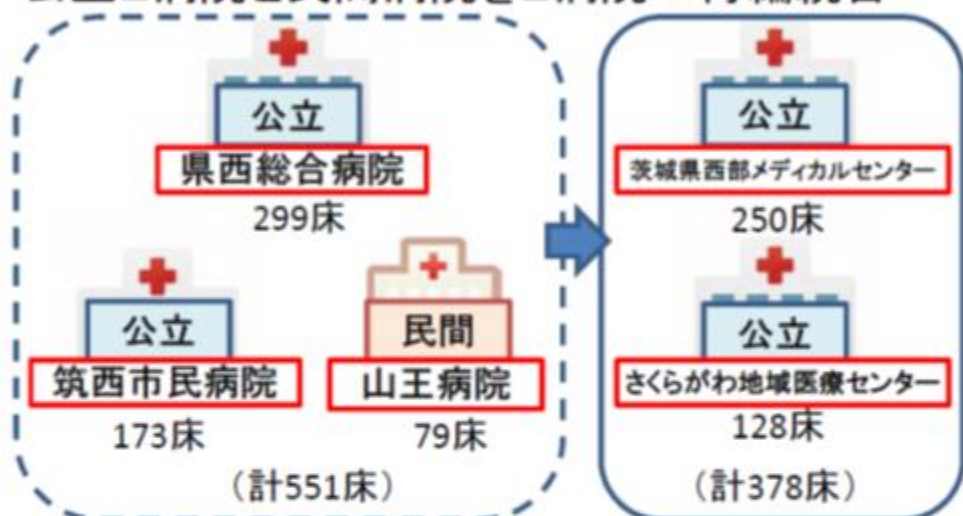 公立
県西総合病院
299床
公立
筑西市民病院
173床
民間
山王病院
79床
(計551床)
公立
茨城県西部メディカルセンター
250床
公立
さくらがわ地域医療センター
128床
(計378床)